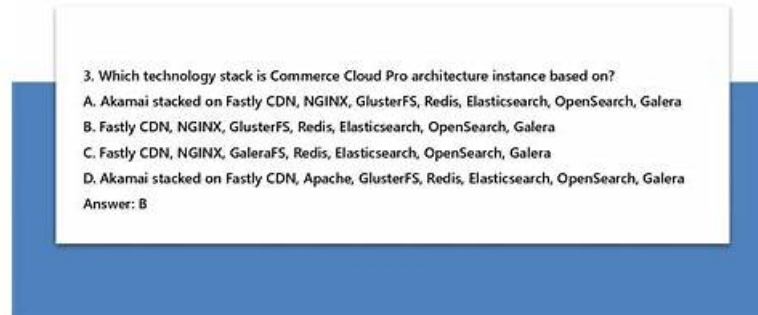 3. Which technology stack is Commerce Cloud Pro architecture instance based on?
A. Akamai stacked on Fastly CDN, NGINX, GlusterFS, Redis, Elasticsearch, OpenSearch, Galera
B. Fastly CDN, NGINX, GlusterFS, Redis, Elasticsearch, OpenSearch, Galera
C. Fastly CDN, NGINX, GaleraFS, Redis, Elasticsearch, OpenSearch, Galera
D. Akamai stacked on Fastly CDN, Apache, GlusterFS, Redis, Elasticsearch, OpenSearch, Galera
Answer: B